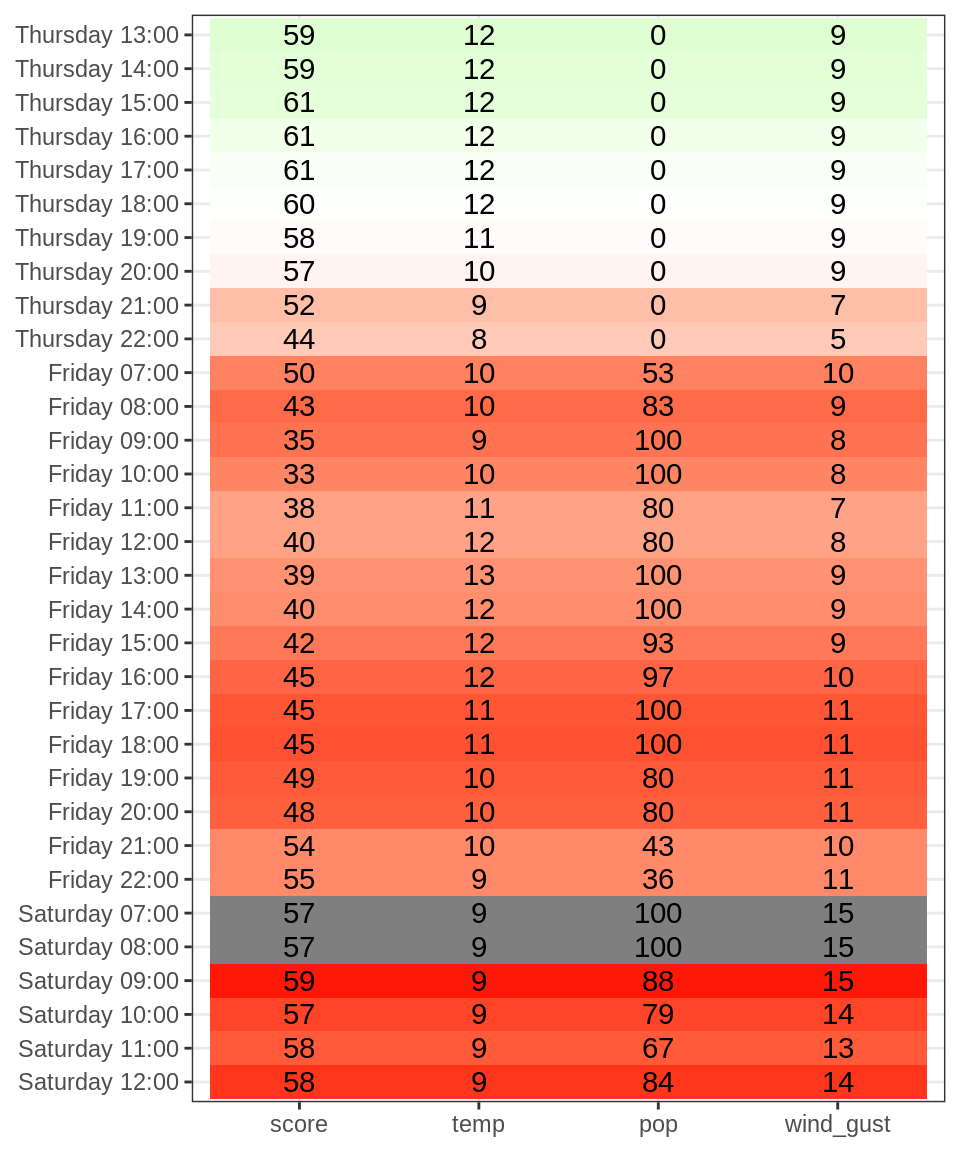 Thursday 13:00 59 12 0 9
Thursday 14:00 59 12 0 9
Thursday 15:00 61 12 0 9
Thursday 16:00 61 12 0 9
Thursday 17:00 61 12 0 9
Thursday 18:00 60 12 0 9
Thursday 19:00 58 11 0 9
Thursday 20:00 57 10 0 9
Thursday 21:00 52 9 0 7
Thursday 22:00 44 8 0 5
Friday 07:00 50 10 53 10
Friday 08:00 43 10 83 9
Friday 09:00 35 9 100 8
Friday 10:00 33 10 100 8
Friday 11:00 38 11 80 7
Friday 12:00 40 12 80 8
Friday 13:00 39 13 100 9
Friday 14:00 40 12 100 9
Friday 15:00 42 12 93 9
Friday 16:00 45 12 97 10
Friday 17:00 45 11 100 11
Friday 18:00 45 11 100 11
Friday 19:00 49 10 80 11
Friday 20:00 48 10 80 11
Friday 21:00 54 10 43 10
Friday 22:00 55 9 36 11
Saturday 07:00 57 9 100 15
Saturday 08:00 57 9 100 15
Saturday 09:00 59 9 88 15
Saturday 10:00 57 9 79 14
Saturday 11:00 58 9 67 13
Saturday 12:00 58 9 84 14
score temp pop wind_gust